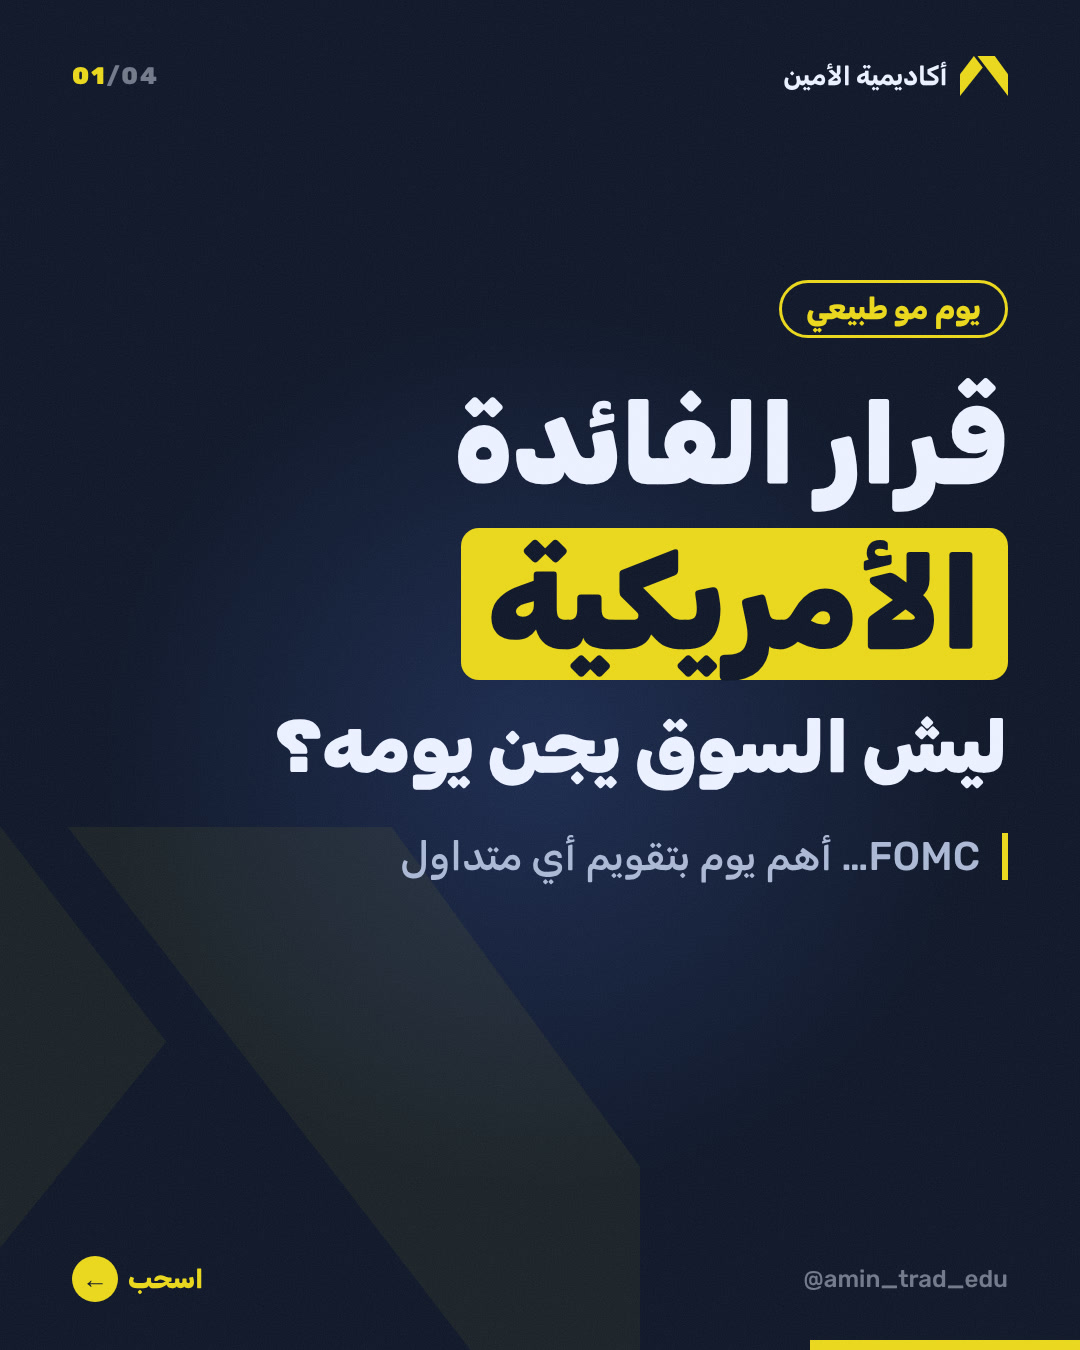 أكاديمية الأمين
01/04
يوم مو طبيعي
قرار الفائدة
الأمريكية
ليش السوق يجن يومه؟
FOMC... أهم يوم بتقويم أي متداول
@amin_trad_edu
اسحب ←